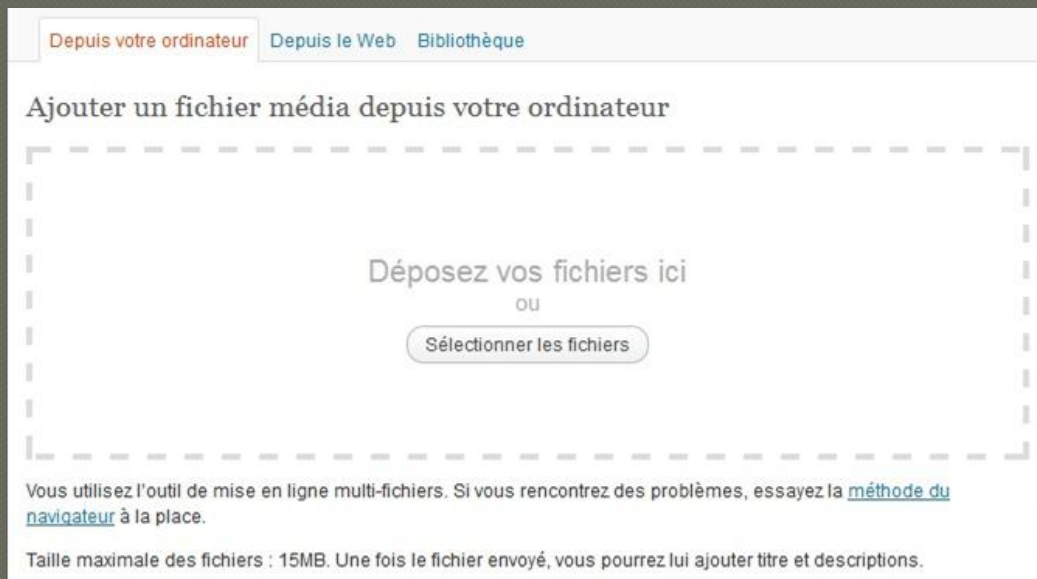 Depuis votre ordinateur Depuis le Web Bibliothèque
Ajouter un fichier média depuis votre ordinateur
Déposez vos fichiers ici
ou
Sélectionner les fichiers
Vous utilisez l'outil de mise en ligne multi-fichiers. Si vous rencontrez des problèmes, essayez la méthode du
navigateur à la place.
Taille maximale des fichiers : 15MB. Une fois le fichier envoyé, vous pourrez lui ajouter titre et descriptions.